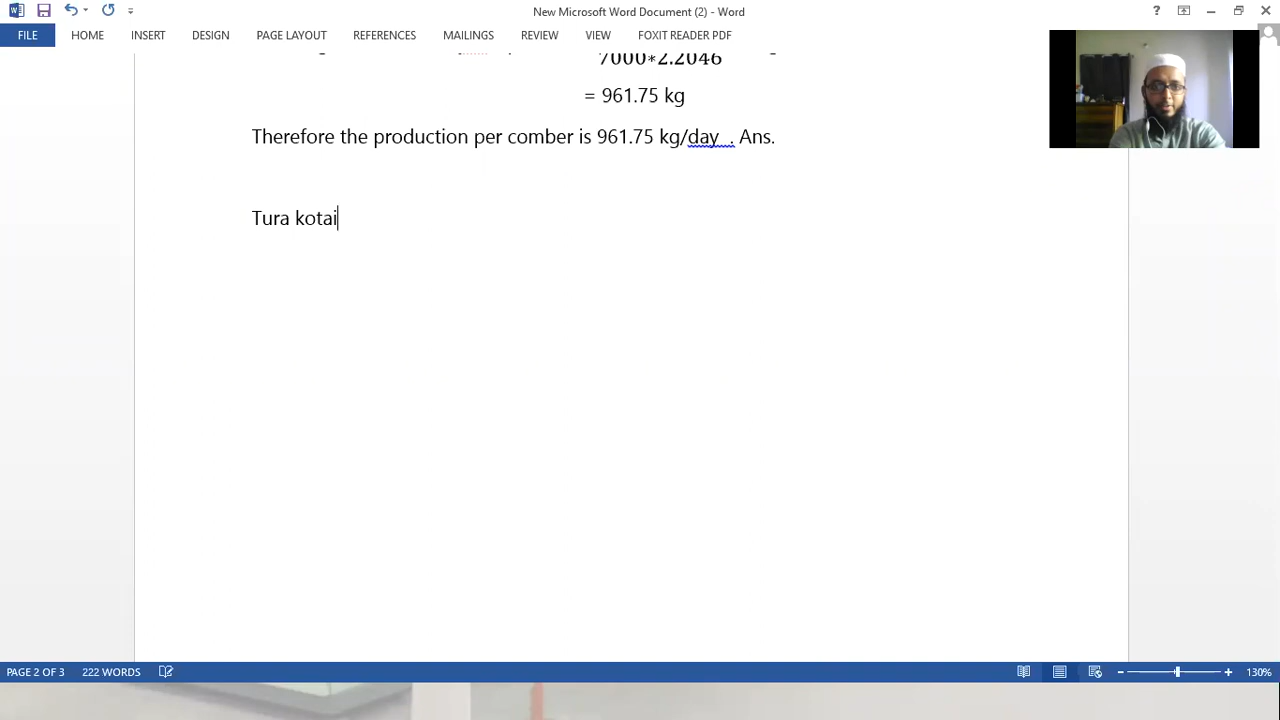 New Microsoft Word Document (2) - Word
?
FILE HOME INSERT DESIGN PAGE LAYOUT REFERENCES MAILINGS REVIEW VIEW FOXIT READER PDF
7000*2.2046
= 961.75 kg
Therefore the production per comber is 961.75 kg/day . Ans.
Tura kotai
PAGE 2 OF 3 222 WORDS 130%